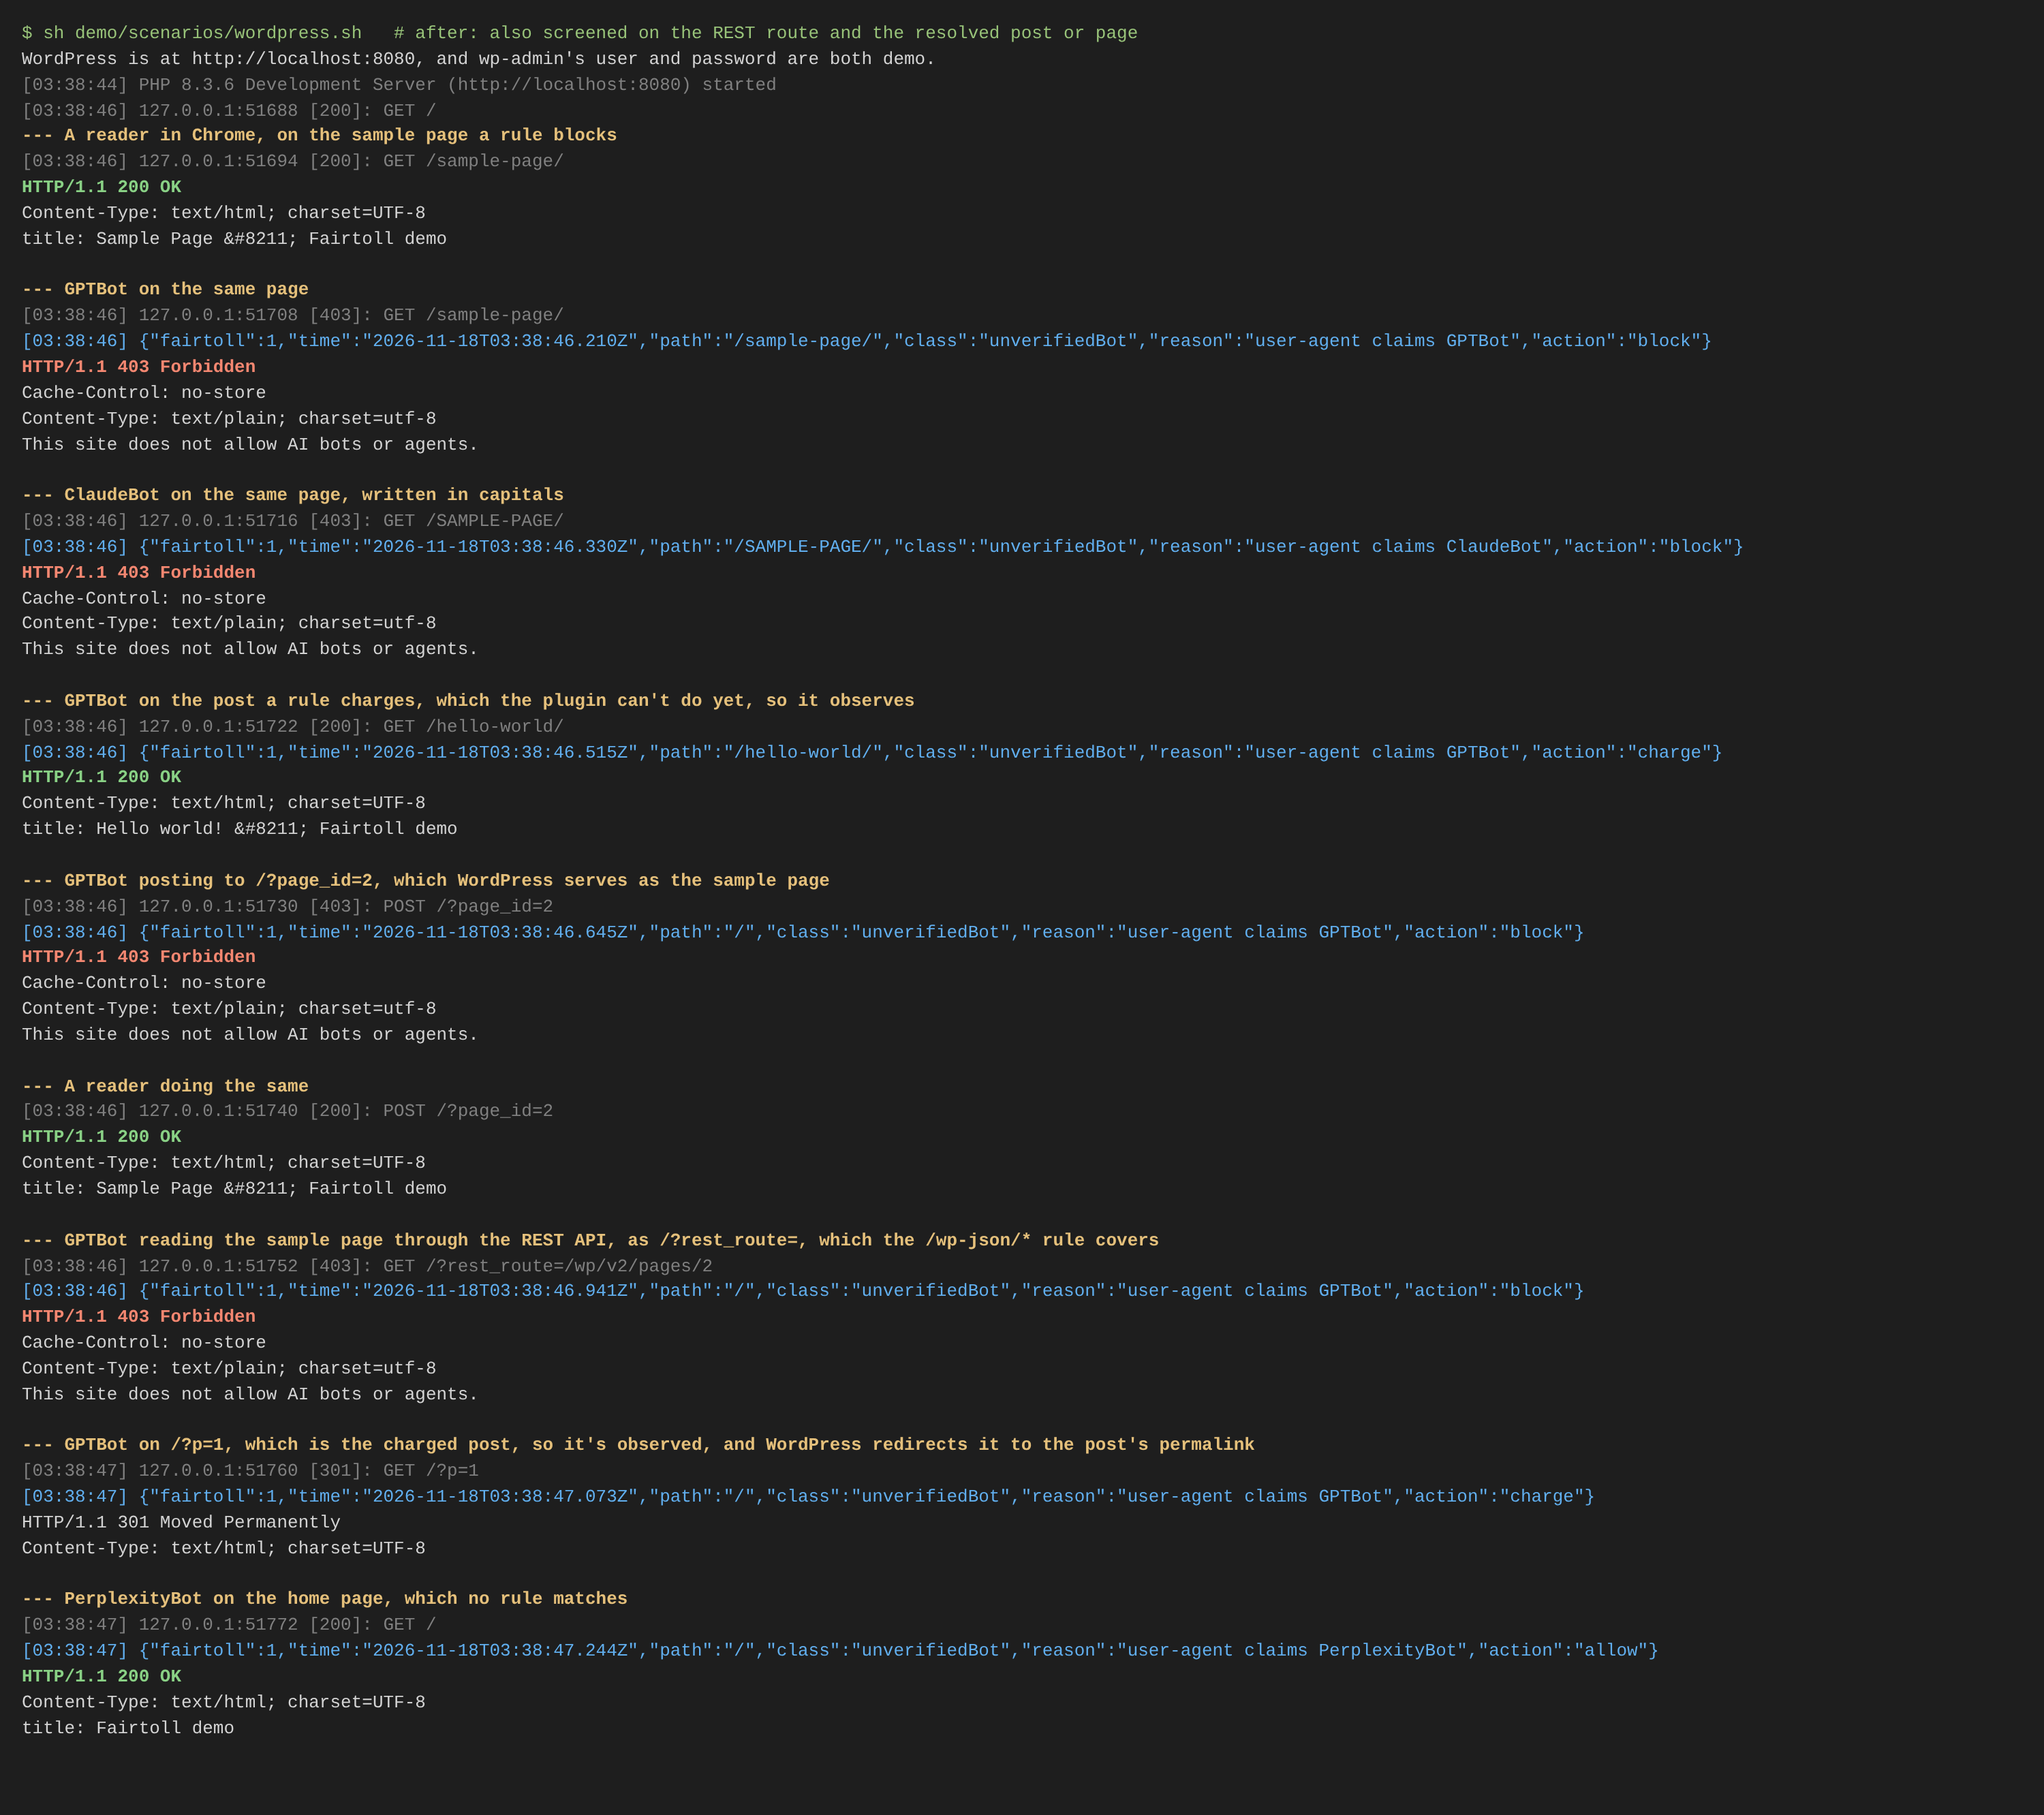 $ sh demo/scenarios/wordpress.sh   # after: also screened on the REST route and the resolved post or page
WordPress is at http://localhost:8080, and wp-admin's user and password are both demo.
[03:38:44] PHP 8.3.6 Development Server (http://localhost:8080) started
[03:38:46] 127.0.0.1:51688 [200]: GET /
--- A reader in Chrome, on the sample page a rule blocks
[03:38:46] 127.0.0.1:51694 [200]: GET /sample-page/
HTTP/1.1 200 OK
Content-Type: text/html; charset=UTF-8
title: Sample Page &#8211; Fairtoll demo

--- GPTBot on the same page
[03:38:46] 127.0.0.1:51708 [403]: GET /sample-page/
[03:38:46] {"fairtoll":1,"time":"2026-11-18T03:38:46.210Z","path":"/sample-page/","class":"unverifiedBot","reason":"user-agent claims GPTBot","action":"block"}
HTTP/1.1 403 Forbidden
Cache-Control: no-store
Content-Type: text/plain; charset=utf-8
This site does not allow AI bots or agents.

--- ClaudeBot on the same page, written in capitals
[03:38:46] 127.0.0.1:51716 [403]: GET /SAMPLE-PAGE/
[03:38:46] {"fairtoll":1,"time":"2026-11-18T03:38:46.330Z","path":"/SAMPLE-PAGE/","class":"unverifiedBot","reason":"user-agent claims ClaudeBot","action":"block"}
HTTP/1.1 403 Forbidden
Cache-Control: no-store
Content-Type: text/plain; charset=utf-8
This site does not allow AI bots or agents.

--- GPTBot on the post a rule charges, which the plugin can't do yet, so it observes
[03:38:46] 127.0.0.1:51722 [200]: GET /hello-world/
[03:38:46] {"fairtoll":1,"time":"2026-11-18T03:38:46.515Z","path":"/hello-world/","class":"unverifiedBot","reason":"user-agent claims GPTBot","action":"charge"}
HTTP/1.1 200 OK
Content-Type: text/html; charset=UTF-8
title: Hello world! &#8211; Fairtoll demo

--- GPTBot posting to /?page_id=2, which WordPress serves as the sample page
[03:38:46] 127.0.0.1:51730 [403]: POST /?page_id=2
[03:38:46] {"fairtoll":1,"time":"2026-11-18T03:38:46.645Z","path":"/","class":"unverifiedBot","reason":"user-agent claims GPTBot","action":"block"}
HTTP/1.1 403 Forbidden
Cache-Control: no-store
Content-Type: text/plain; charset=utf-8
This site does not allow AI bots or agents.

--- A reader doing the same
[03:38:46] 127.0.0.1:51740 [200]: POST /?page_id=2
HTTP/1.1 200 OK
Content-Type: text/html; charset=UTF-8
title: Sample Page &#8211; Fairtoll demo

--- GPTBot reading the sample page through the REST API, as /?rest_route=, which the /wp-json/* rule covers
[03:38:46] 127.0.0.1:51752 [403]: GET /?rest_route=/wp/v2/pages/2
[03:38:46] {"fairtoll":1,"time":"2026-11-18T03:38:46.941Z","path":"/","class":"unverifiedBot","reason":"user-agent claims GPTBot","action":"block"}
HTTP/1.1 403 Forbidden
Cache-Control: no-store
Content-Type: text/plain; charset=utf-8
This site does not allow AI bots or agents.

--- GPTBot on /?p=1, which is the charged post, so it's observed, and WordPress redirects it to the post's permalink
[03:38:47] 127.0.0.1:51760 [301]: GET /?p=1
[03:38:47] {"fairtoll":1,"time":"2026-11-18T03:38:47.073Z","path":"/","class":"unverifiedBot","reason":"user-agent claims GPTBot","action":"charge"}
HTTP/1.1 301 Moved Permanently
Content-Type: text/html; charset=UTF-8

--- PerplexityBot on the home page, which no rule matches
[03:38:47] 127.0.0.1:51772 [200]: GET /
[03:38:47] {"fairtoll":1,"time":"2026-11-18T03:38:47.244Z","path":"/","class":"unverifiedBot","reason":"user-agent claims PerplexityBot","action":"allow"}
HTTP/1.1 200 OK
Content-Type: text/html; charset=UTF-8
title: Fairtoll demo